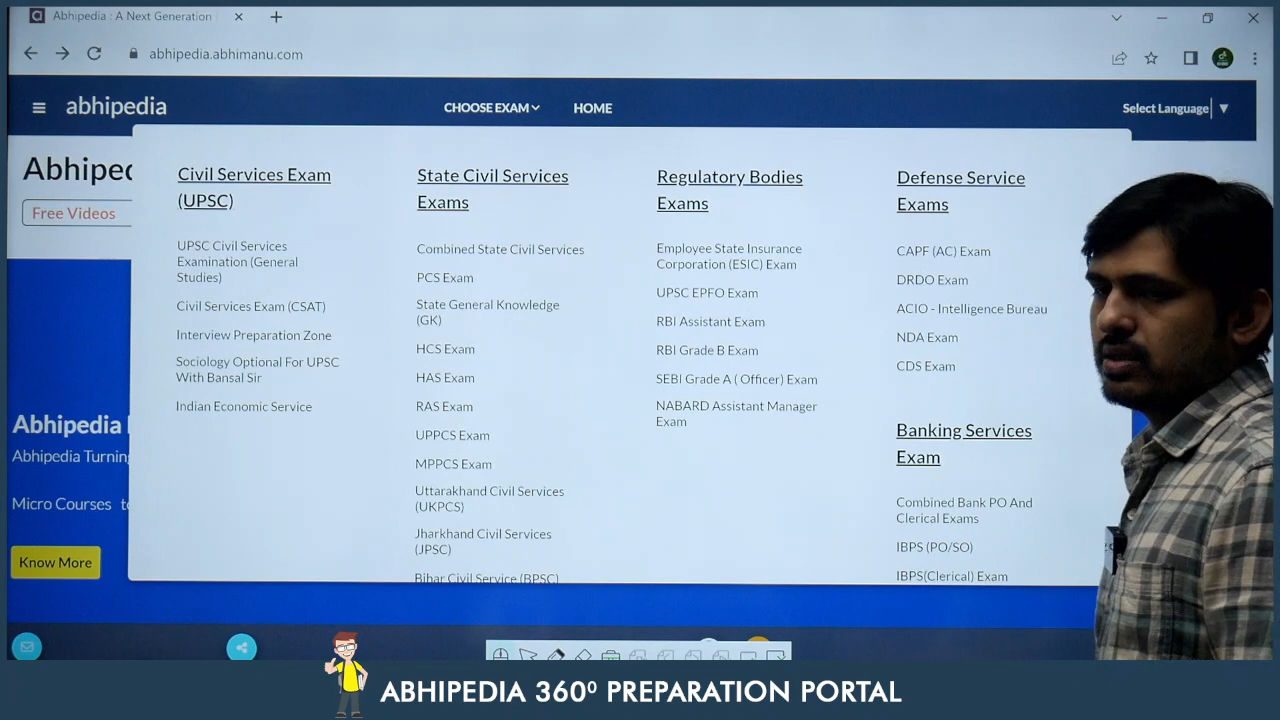 Abhipedia : A Next Generation
abhipedia.abhimanu.com
abhipedia
CHOOSE EXAM
HOME
Select Language
Abhiped
Free Videos
Civil Services Exam
(UPSC)
UPSC Civil Services
Examination (General
Studies)
Civil Services Exam (CSAT)
Interview Preparation Zone
Sociology Optional For UPSC
With Bansal Sir
Indian Economic Service
State Civil Services
Exams
Combined State Civil Services
PCS Exam
State General Knowledge
(GK)
HCS Exam
HAS Exam
RAS Exam
UPPCS Exam
MPPCS Exam
Uttarakhand Civil Services
(UKPCS)
Jharkhand Civil Services
(JPSC)
Bihar Civil Service (BPSC)
Regulatory Bodies
Exams
Employee State Insurance
Corporation (ESIC) Exam
UPSC EPFO Exam
RBI Assistant Exam
RBI Grade B Exam
SEBI Grade A ( Officer) Exam
NABARD Assistant Manager
Exam
Defense Service
Exams
CAPF (AC) Exam
DRDO Exam
ACIO - Intelligence Bureau
NDA Exam
CDS Exam
Banking Services
Exam
Combined Bank PO And
Clerical Exams
IBPS (PO/SO)
IBPS(Clerical) Exam
Abhipedia
Abhipedia Turning
Micro Courses to
Know More
ABHIPEDIA 360⁰ PREPARATION PORTAL